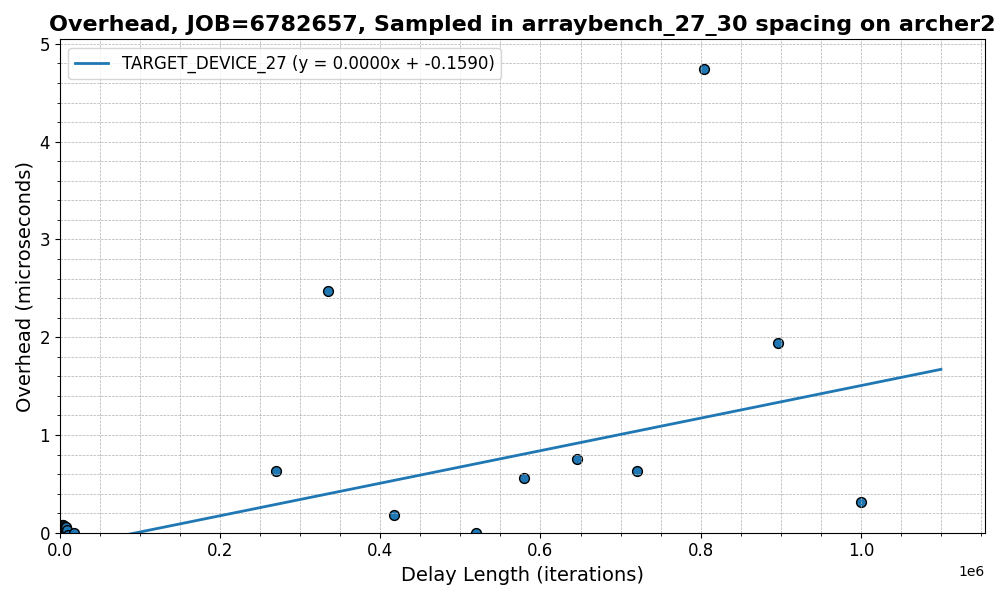 Overhead, JOB=6782657, Sampled in arraybench_27_30 spacing on archer2
TARGET_DEVICE_27 (y = 0.0000x + -0.1590)
Overhead (microseconds)
5
4
3
2
1
0
0.0 0.2 0.4 0.6 0.8 1.0
1e6
Delay Length (iterations)